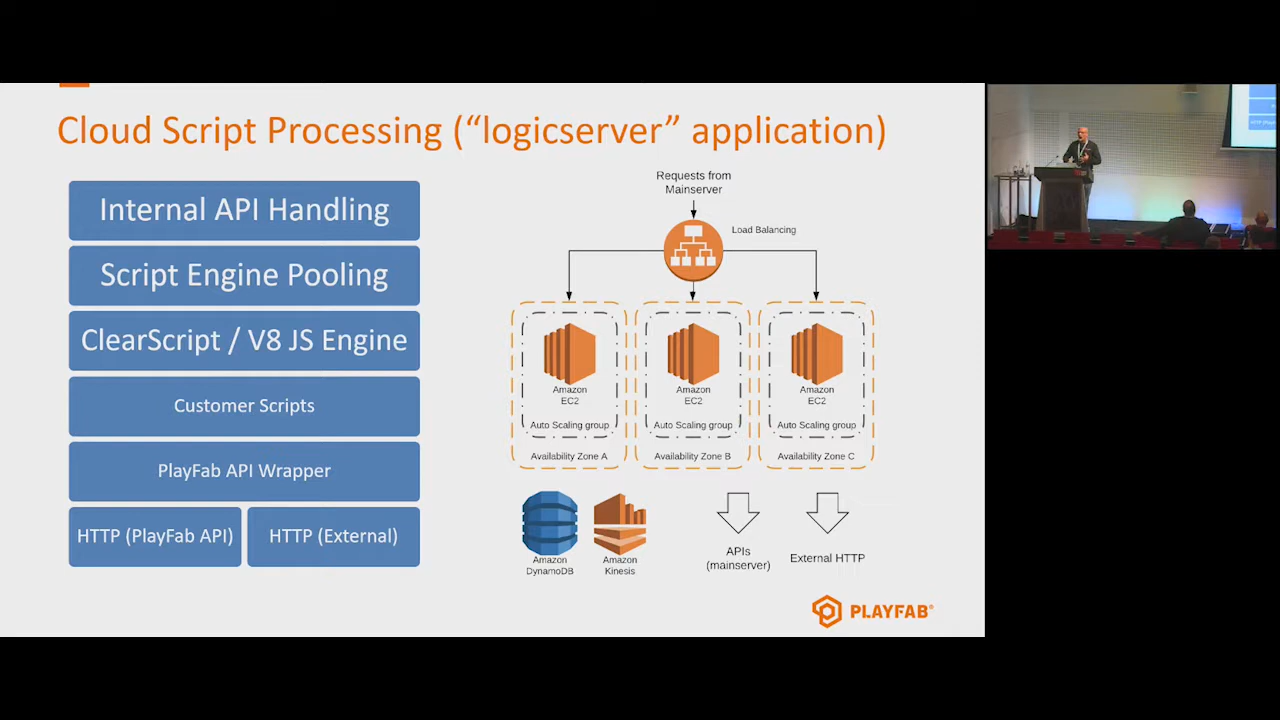 Cloud Script Processing (“logicserver” application)
Internal API Handling
Script Engine Pooling
ClearScript / V8 JS Engine
Customer Scripts
PlayFab API Wrapper
HTTP (PlayFab API)
HTTP (External)
Requests from
Mainserver
Load Balancing
Amazon
EC2
Auto Scaling group
Availability Zone A
Amazon
EC2
Auto Scaling group
Availability Zone B
Amazon
EC2
Auto Scaling group
Availability Zone C
Amazon
DynamoDB
Amazon
Kinesis
APIs
(mainserver)
External HTTP
PLAYFAB®